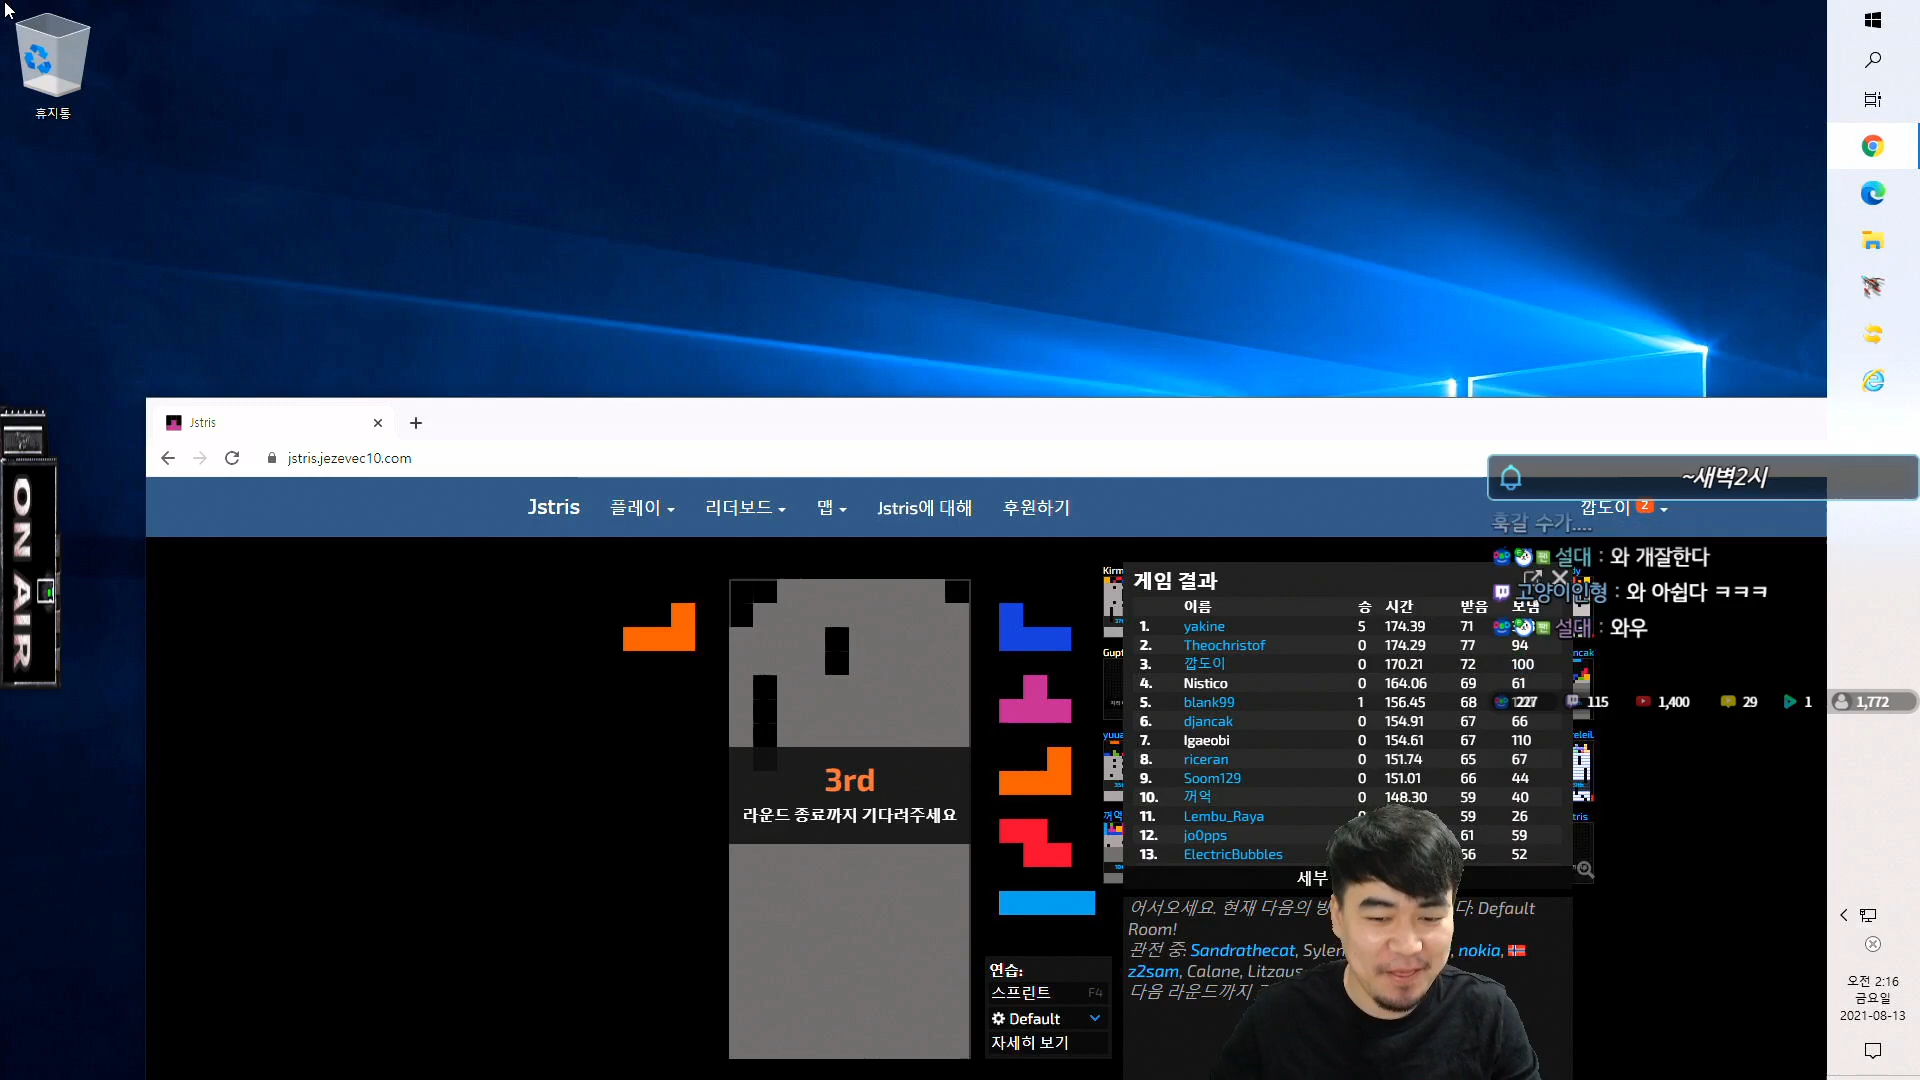 휴지통
Jstris
jstris.jezevec10.com
ON AIR
Jstris 플레이 리더보드 맵 Jstris에 대해 후원하기 깝도이 2
~새벽2시
훅갈 수가....
설대 : 와 개잘한다
고양이인형 : 와 아쉽다 ㅋㅋㅋ
설대 : 와우
227 115 1,400 29 1 1,772
3rd
라운드 종료까지 기다려주세요
게임 결과
이름 승 시간 받음 보냄
1. yakine 5 174.39 71
2. Theochristof 0 174.29 77 94
3. 깝도이 0 170.21 72 100
4. Nistico 0 164.06 69 61
5. blank99 1 156.45 68
6. djancak 0 154.91 67 66
7. Igaeobi 0 154.61 67 110
8. riceran 0 151.74 65 67
9. Soom129 0 151.01 66 44
10. 꺼억 0 148.30 59 40
11. Lembu_Raya 59 26
12. jo0pps 61 59
13. ElectricBubbles 56 52
세부
어서오세요. 현재 다음의 방 다: Default
Room!
관전 중: Sandrathecat, Sylen , nokia,
z2sam, Calane, Litzaus
다음 라운드까지
연습:
스프린트 F4
Default
자세히 보기
오전 2:16
금요일
2021-08-13